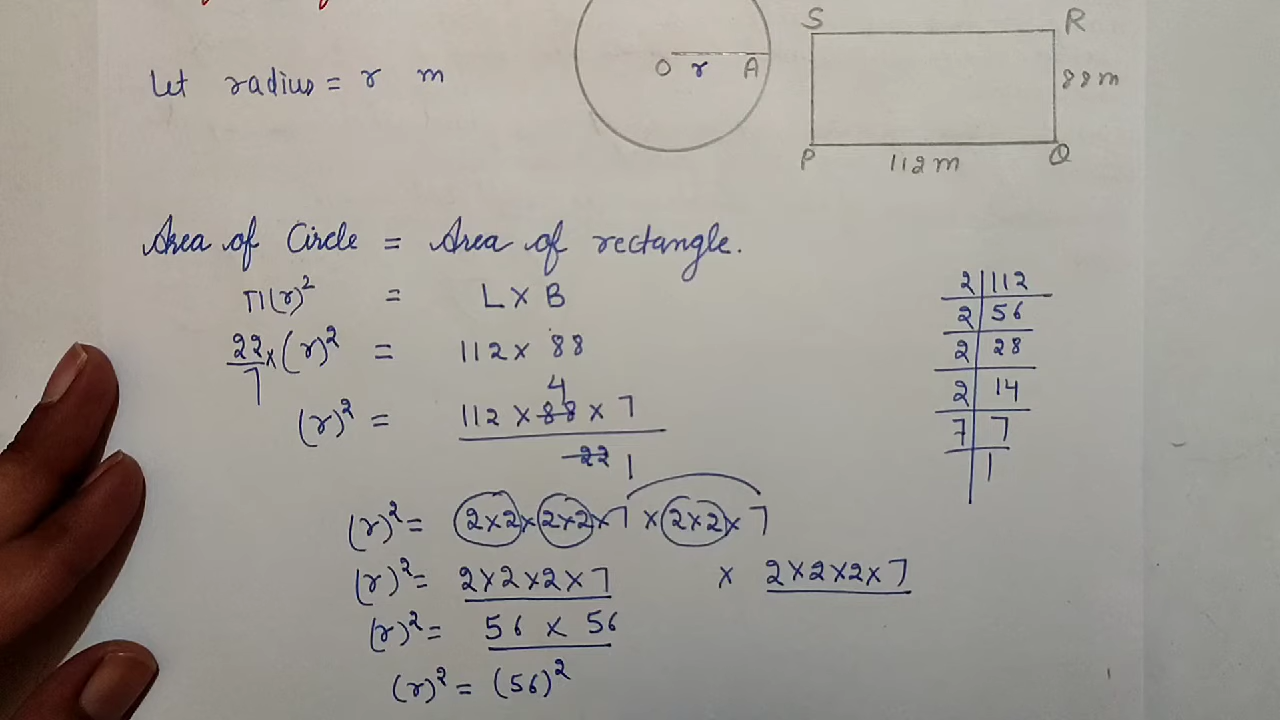 Let radius = r m
O r A
S R
88 m
P Q
112 m
Area of Circle = Area of rectangle.
π(r)² = L × B
22/7 × (r)² = 112 × 88
4
(r)² = 112 × 88 × 7
22 1
(r)² = 2×2×2×2×7 × 2×2×7
(r)² = 2×2×2×7 × 2×2×2×7
(r)² = 56 × 56
(r)² = (56)²
2 | 112
2 | 56
2 | 28
2 | 14
7 | 7
1